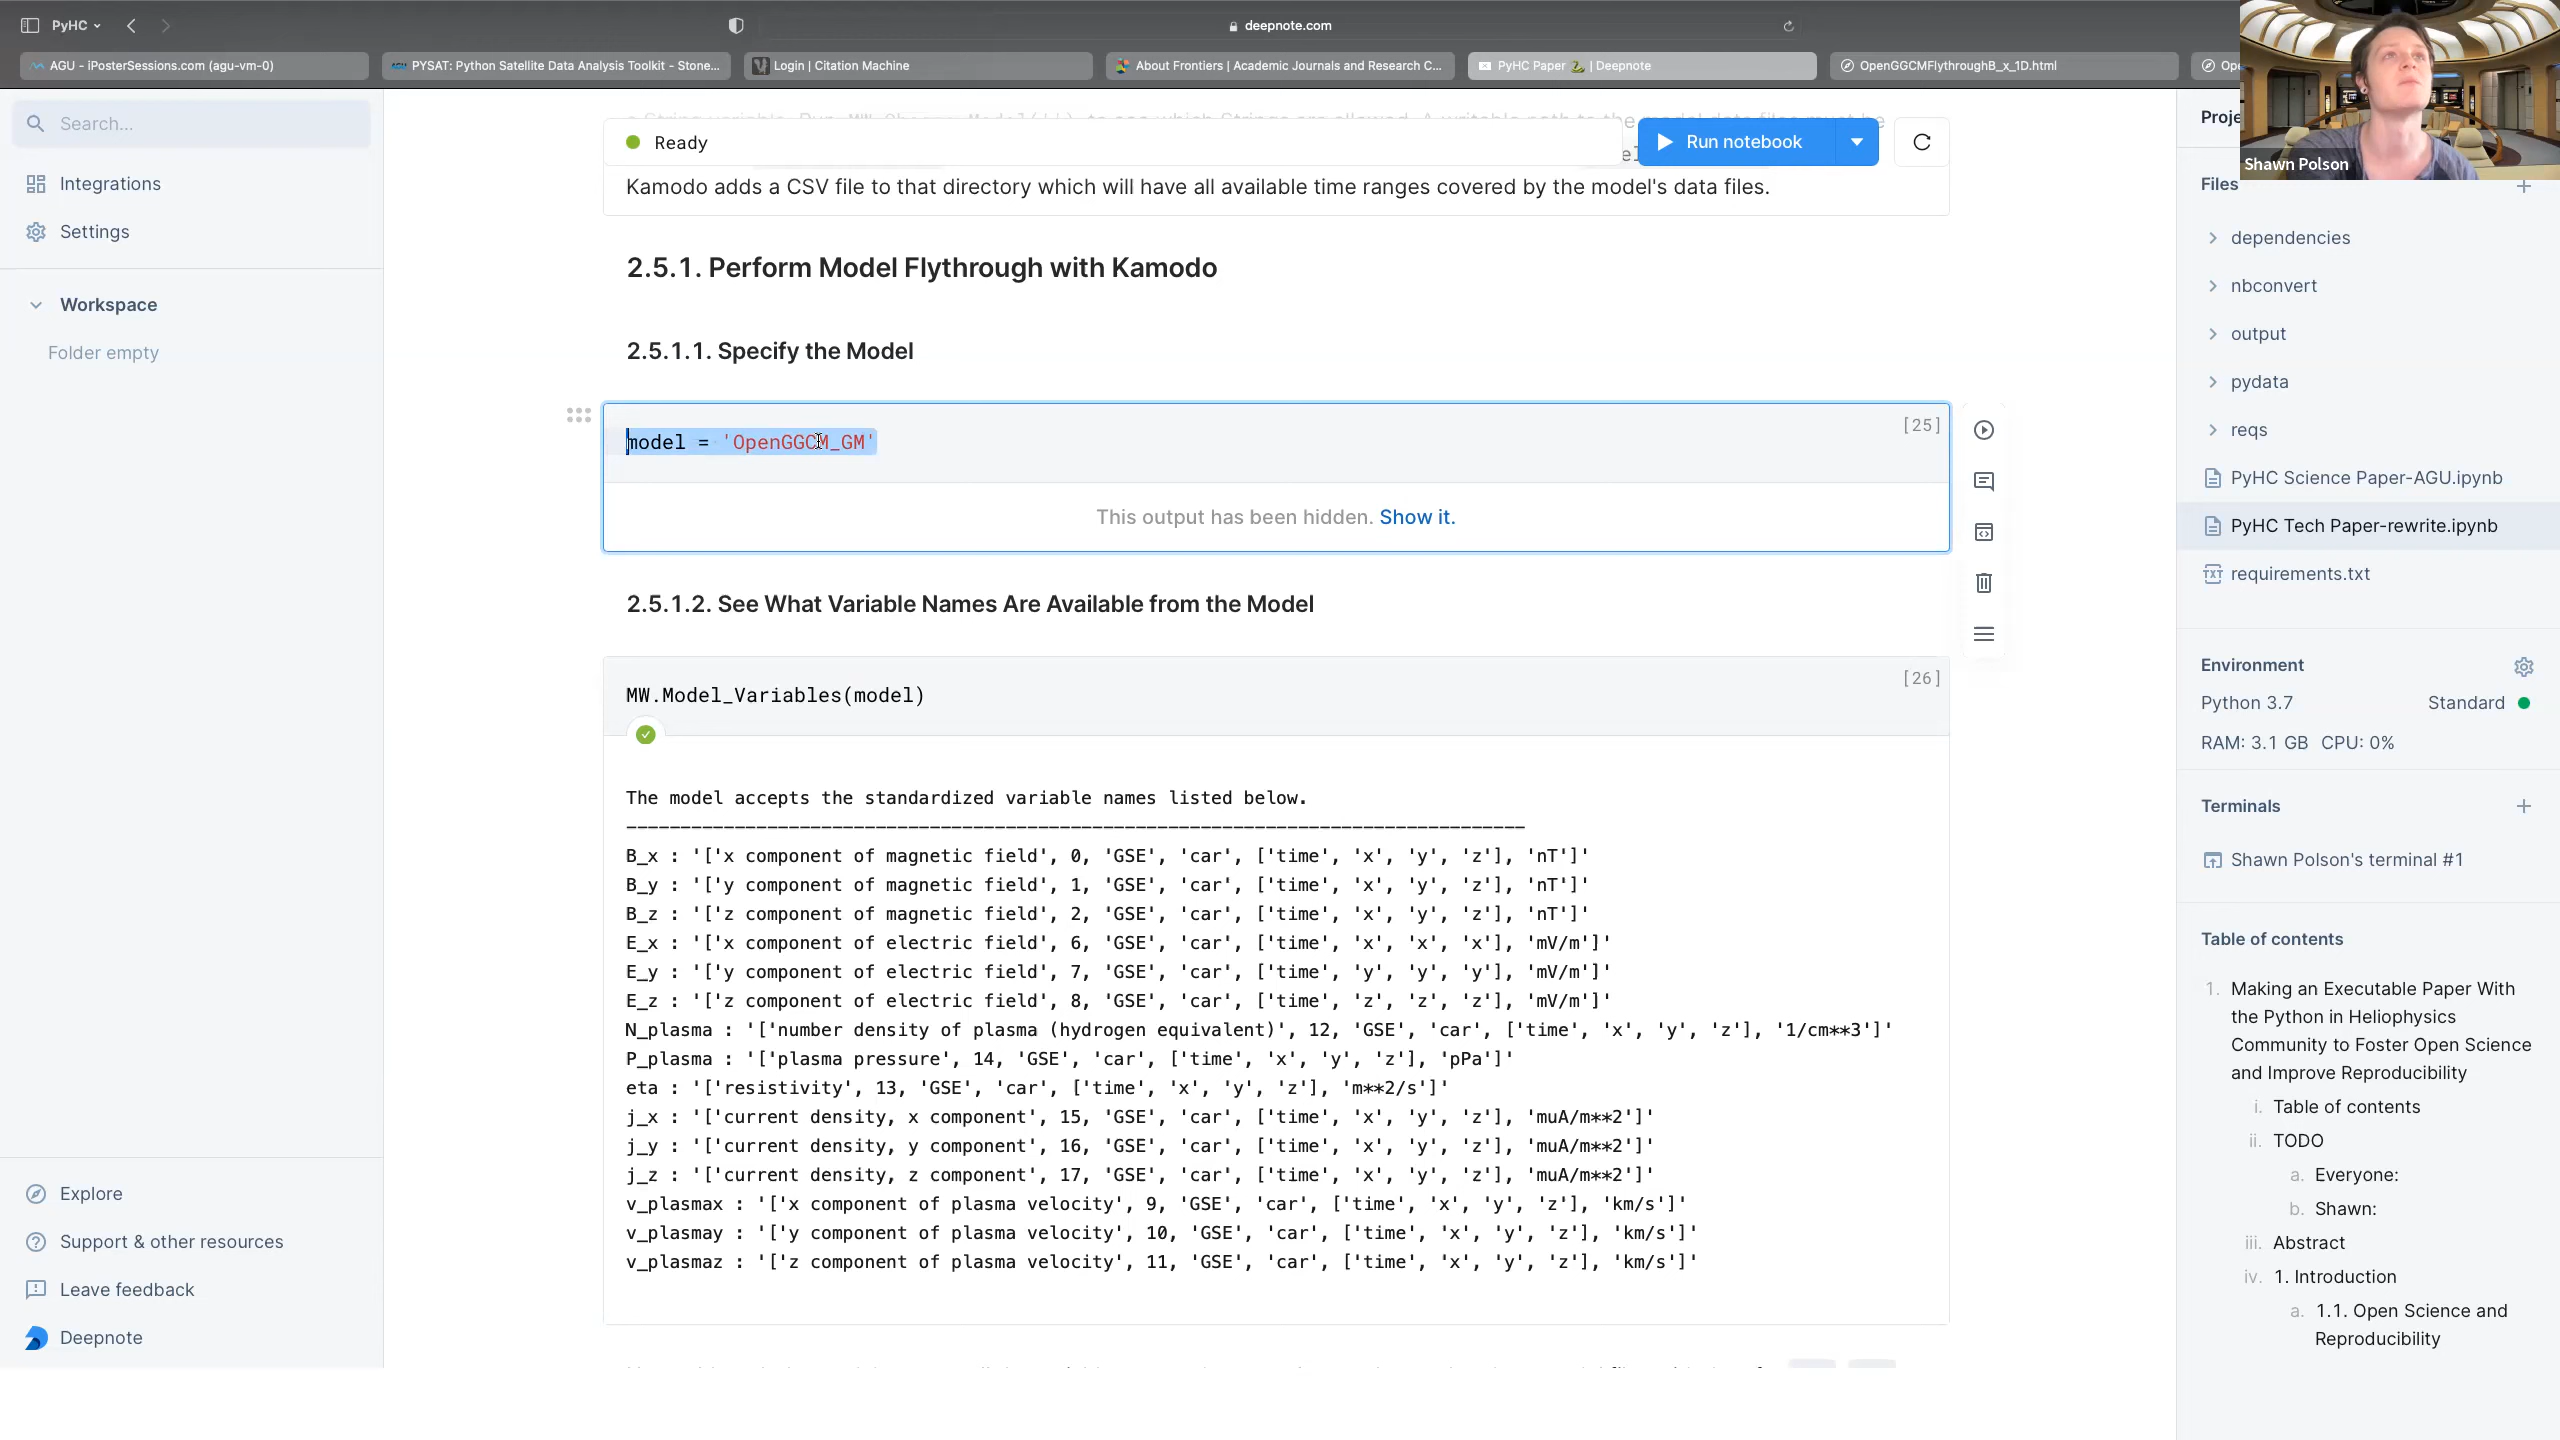 PyHC
deepnote.com
AGU - iPosterSessions.com (agu-vm-0)
PYSAT: Python Satellite Data Analysis Toolkit - Stone...
Login | Citation Machine
About Frontiers | Academic Journals and Research C...
PyHC Paper 🐍 | Deepnote
OpenGGCMFlythroughB_x_1D.html
Ope
Shawn Polson
Search...
Integrations
Settings
Workspace
Folder empty
Explore
Support & other resources
Leave feedback
Deepnote
Ready
Run notebook
Kamodo adds a CSV file to that directory which will have all available time ranges covered by the model's data files.
2.5.1. Perform Model Flythrough with Kamodo
2.5.1.1. Specify the Model
[25]
model = 'OpenGGCM_GM'
This output has been hidden. Show it.
2.5.1.2. See What Variable Names Are Available from the Model
[26]
MW.Model_Variables(model)
The model accepts the standardized variable names listed below.
-----------------------------------------------------------------------------------
B_x : '['x component of magnetic field', 0, 'GSE', 'car', ['time', 'x', 'y', 'z'], 'nT']'
B_y : '['y component of magnetic field', 1, 'GSE', 'car', ['time', 'x', 'y', 'z'], 'nT']'
B_z : '['z component of magnetic field', 2, 'GSE', 'car', ['time', 'x', 'y', 'z'], 'nT']'
E_x : '['x component of electric field', 6, 'GSE', 'car', ['time', 'x', 'x', 'x'], 'mV/m']'
E_y : '['y component of electric field', 7, 'GSE', 'car', ['time', 'y', 'y', 'y'], 'mV/m']'
E_z : '['z component of electric field', 8, 'GSE', 'car', ['time', 'z', 'z', 'z'], 'mV/m']'
N_plasma : '['number density of plasma (hydrogen equivalent)', 12, 'GSE', 'car', ['time', 'x', 'y', 'z'], '1/cm**3']'
P_plasma : '['plasma pressure', 14, 'GSE', 'car', ['time', 'x', 'y', 'z'], 'pPa']'
eta : '['resistivity', 13, 'GSE', 'car', ['time', 'x', 'y', 'z'], 'm**2/s']'
j_x : '['current density, x component', 15, 'GSE', 'car', ['time', 'x', 'y', 'z'], 'muA/m**2']'
j_y : '['current density, y component', 16, 'GSE', 'car', ['time', 'x', 'y', 'z'], 'muA/m**2']'
j_z : '['current density, z component', 17, 'GSE', 'car', ['time', 'x', 'y', 'z'], 'muA/m**2']'
v_plasmax : '['x component of plasma velocity', 9, 'GSE', 'car', ['time', 'x', 'y', 'z'], 'km/s']'
v_plasmay : '['y component of plasma velocity', 10, 'GSE', 'car', ['time', 'x', 'y', 'z'], 'km/s']'
v_plasmaz : '['z component of plasma velocity', 11, 'GSE', 'car', ['time', 'x', 'y', 'z'], 'km/s']'
Proje
Files
dependencies
nbconvert
output
pydata
reqs
PyHC Science Paper-AGU.ipynb
PyHC Tech Paper-rewrite.ipynb
requirements.txt
Environment
Python 3.7
Standard
RAM: 3.1 GB CPU: 0%
Terminals
Shawn Polson's terminal #1
Table of contents
1. Making an Executable Paper With
the Python in Heliophysics
Community to Foster Open Science
and Improve Reproducibility
i. Table of contents
ii. TODO
a. Everyone:
b. Shawn:
iii. Abstract
iv. 1. Introduction
a. 1.1. Open Science and
Reproducibility